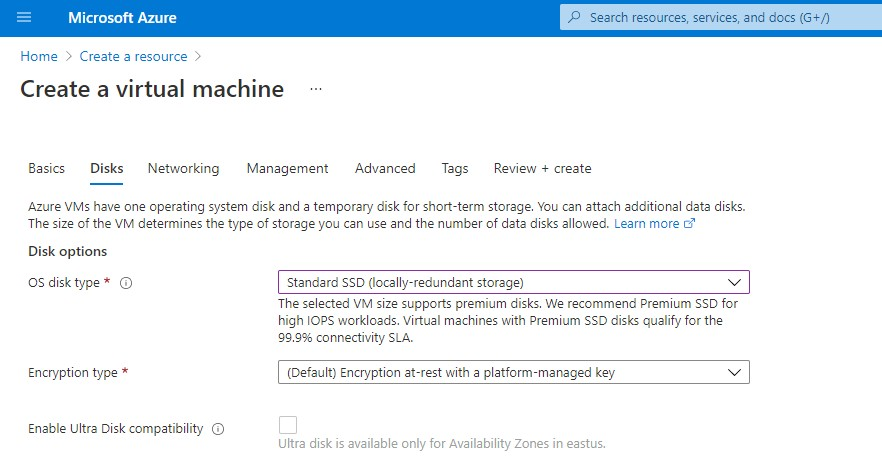 Microsoft Azure
Search resources, services, and docs (G+/)
Home > Create a resource >
Create a virtual machine ...
Basics Disks Networking Management Advanced Tags Review + create
Azure VMs have one operating system disk and a temporary disk for short-term storage. You can attach additional data disks.
The size of the VM determines the type of storage you can use and the number of data disks allowed. Learn more
Disk options
OS disk type *
Standard SSD (locally-redundant storage)
The selected VM size supports premium disks. We recommend Premium SSD for
high IOPS workloads. Virtual machines with Premium SSD disks qualify for the
99.9% connectivity SLA.
Encryption type *
(Default) Encryption at-rest with a platform-managed key
Enable Ultra Disk compatibility
Ultra disk is available only for Availability Zones in eastus.